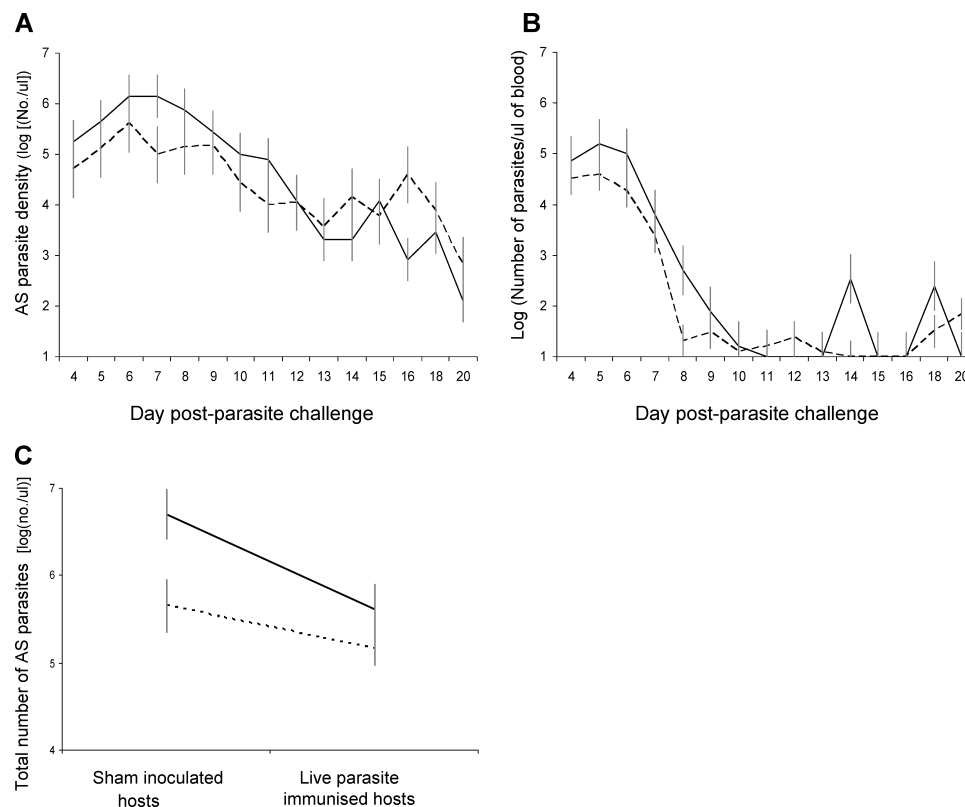 A
AS parasite density (log [(No./ul])
7
6
5
4
3
2
1
4 5 6 7 8 9 10 11 12 13 14 15 16 18 20
Day post-parasite challenge
B
Log (Number of parasites/ul of blood)
7
6
5
4
3
2
1
4 5 6 7 8 9 10 11 12 13 14 15 16 18 20
Day post-parasite challenge
C
Total number of AS parasites [log(no./ul)]
7
6
5
4
Sham inoculated
hosts
Live parasite
immunised hosts